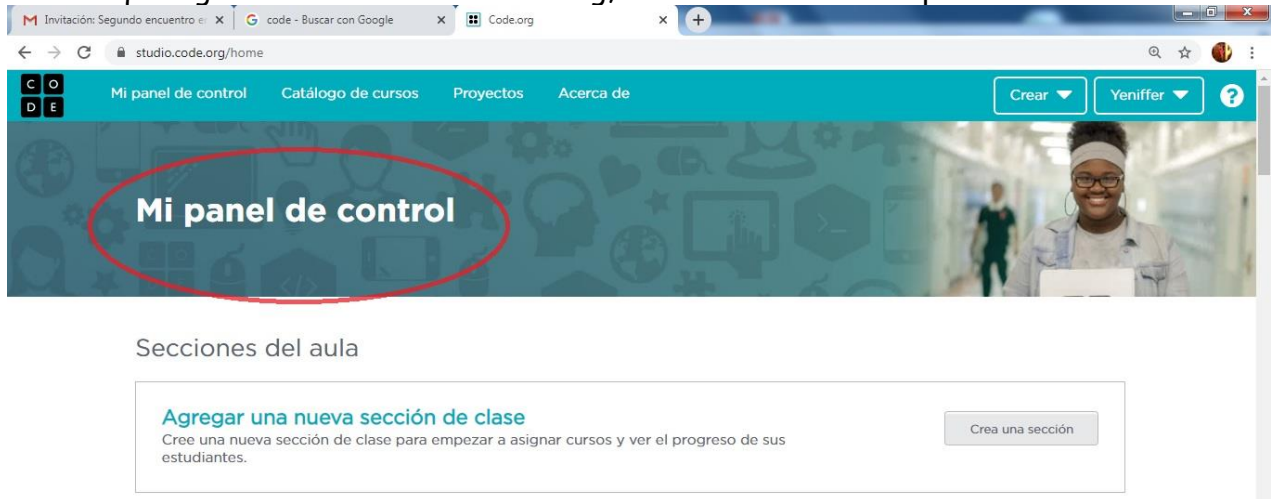 Invitación: Segundo encuentro er
code - Buscar con Google
Code.org
studio.code.org/home
C O
D E
Mi panel de control
Catálogo de cursos
Proyectos
Acerca de
Crear
Yeniffer
?
Mi panel de control
Secciones del aula
Agregar una nueva sección de clase
Cree una nueva sección de clase para empezar a asignar cursos y ver el progreso de sus
estudiantes.
Crea una sección